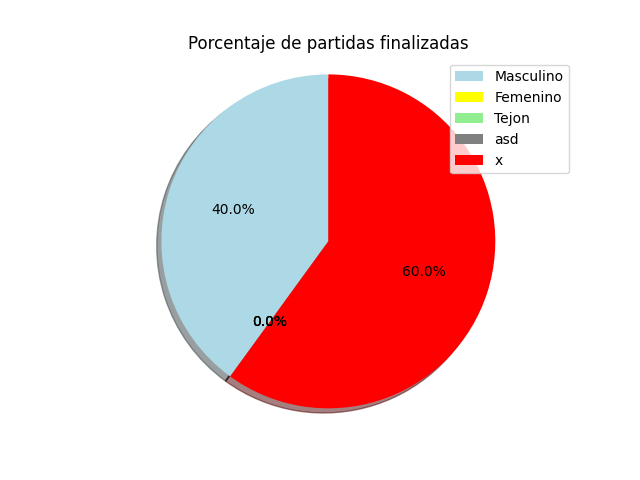 Porcentaje de partidas finalizadas
Masculino
Femenino
Tejon
asd
x
40.0%
60.0%
0.0%